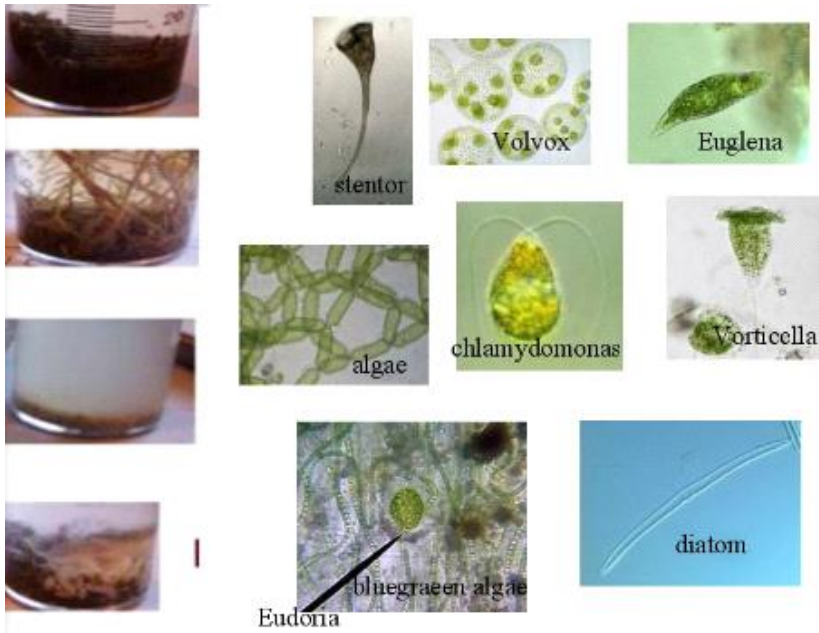 stentor
Volvox
Euglena
algae
chlamydomonas
Vorticella
bluegraeen algae
Eudoria
diatom